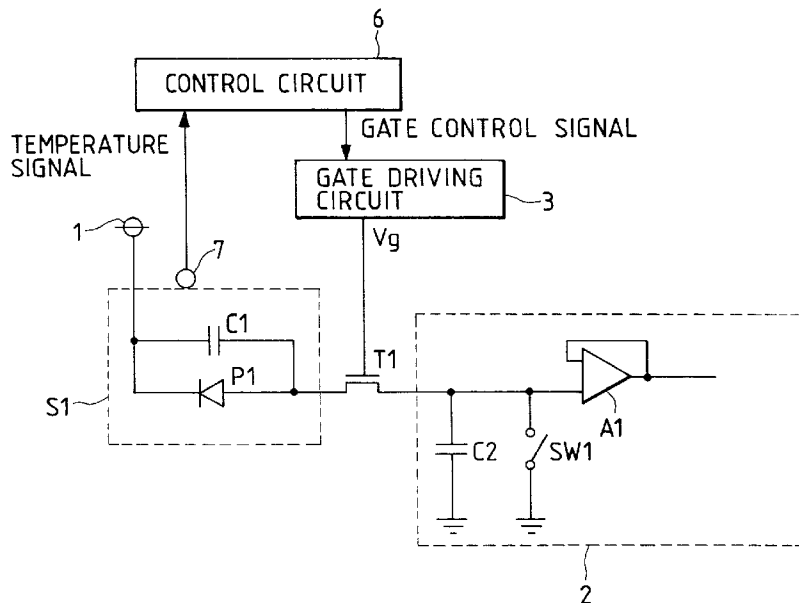 6
CONTROL CIRCUIT
TEMPERATURE
SIGNAL
GATE CONTROL SIGNAL
GATE DRIVING
CIRCUIT
3
1
7
Vg
C1
T1
P1
S1
A1
C2
SW1
2